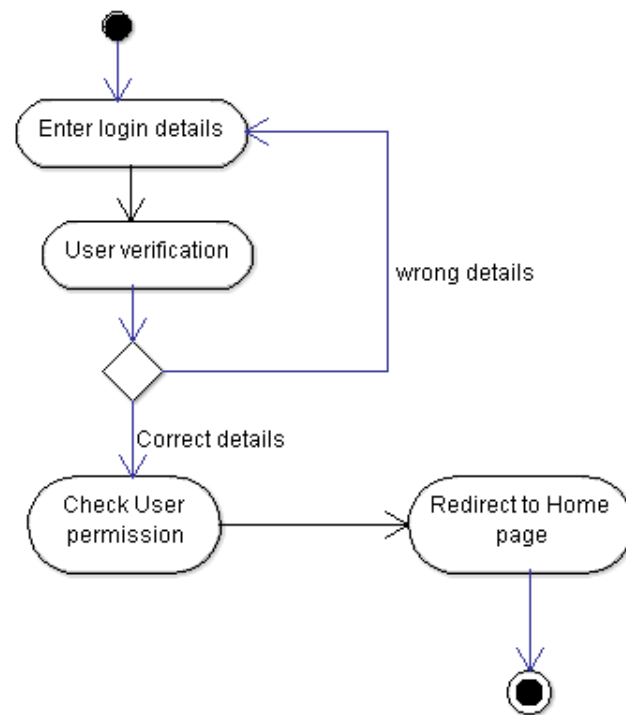 Enter login details
User verification
wrong details
Correct details
Check User
permission
Redirect to Home
page